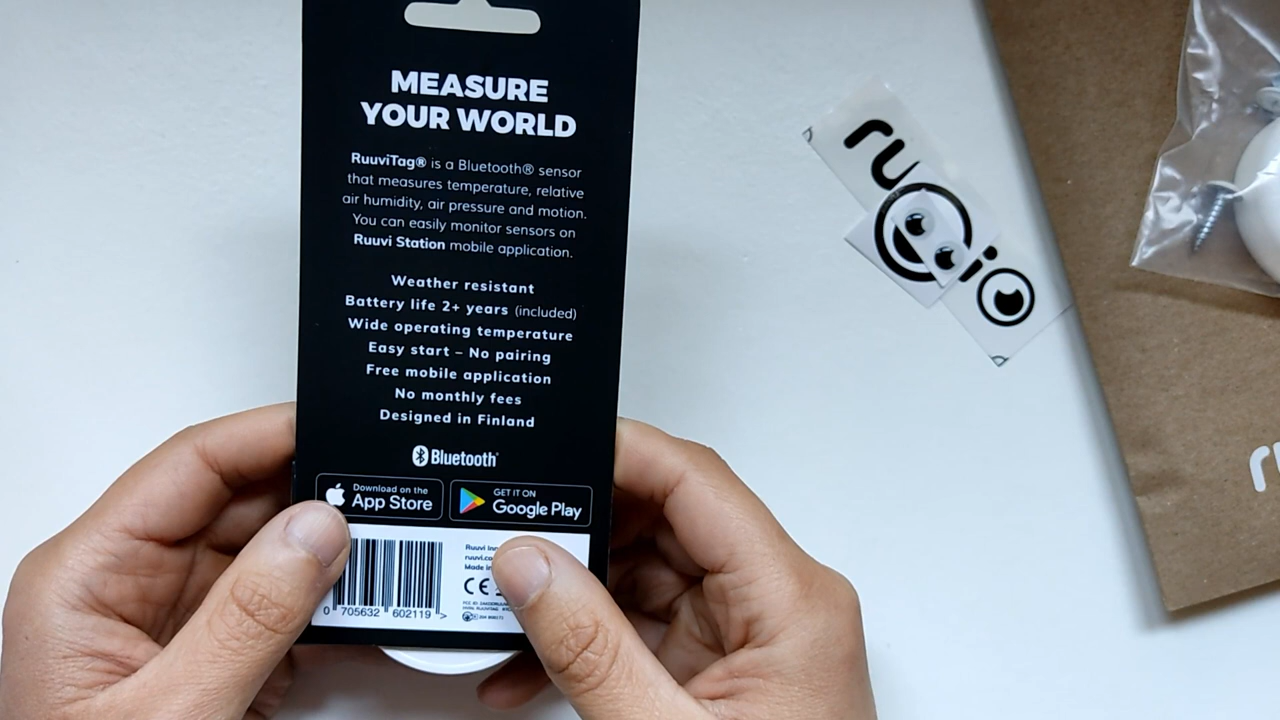 MEASURE
YOUR WORLD
RuuviTag® is a Bluetooth® sensor
that measures temperature, relative
air humidity, air pressure and motion.
You can easily monitor sensors on
Ruuvi Station mobile application.
Weather resistant
Battery life 2+ years (included)
Wide operating temperature
Easy start – No pairing
Free mobile application
No monthly fees
Designed in Finland
Bluetooth®
Download on the
App Store
GET IT ON
Google Play
Ruuvi
Made in
CE
0 705632 602119 >